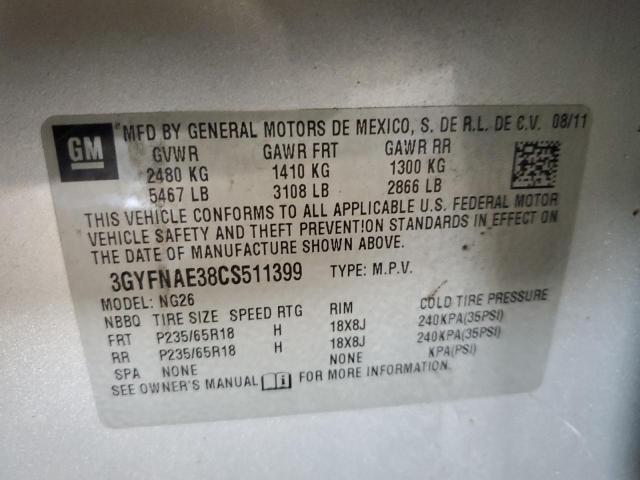 GM MFD BY GENERAL MOTORS DE MEXICO, S. DE R.L. DE C.V. 08/11
GVWR GAWR FRT GAWR RR
2480 KG 1410 KG 1300 KG
5467 LB 3108 LB 2866 LB
THIS VEHICLE CONFORMS TO ALL APPLICABLE U.S. FEDERAL MOTOR
VEHICLE SAFETY AND THEFT PREVENTION STANDARDS IN EFFECT ON
THE DATE OF MANUFACTURE SHOWN ABOVE.
3GYFNAE38CS511399 TYPE: M.P.V.
MODEL: NG26
NBBQ TIRE SIZE SPEED RTG RIM COLD TIRE PRESSURE
FRT P235/65R18 H 18X8J 240KPA(35PSI)
RR P235/65R18 H 18X8J 240KPA(35PSI)
SPA NONE NONE KPA(PSI)
SEE OWNER'S MANUAL FOR MORE INFORMATION.